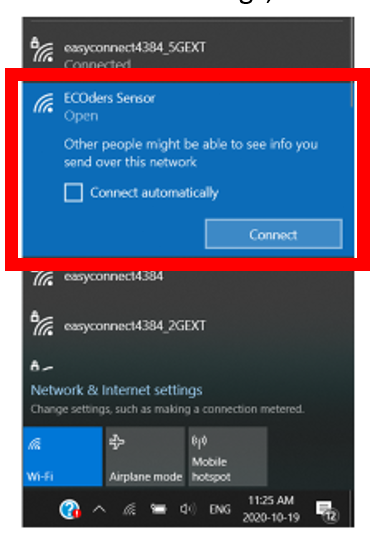 easyconnect4384_5GEXT
Connected
ECOders Sensor
Open
Other people might be able to see info you
send over this network
Connect automatically
Connect
easyconnect4384
easyconnect4384_2GEXT
Network & Internet settings
Change settings, such as making a connection metered.
Wi-Fi
Airplane mode
Mobile
hotspot
ENG
11:25 AM
2020-10-19
12